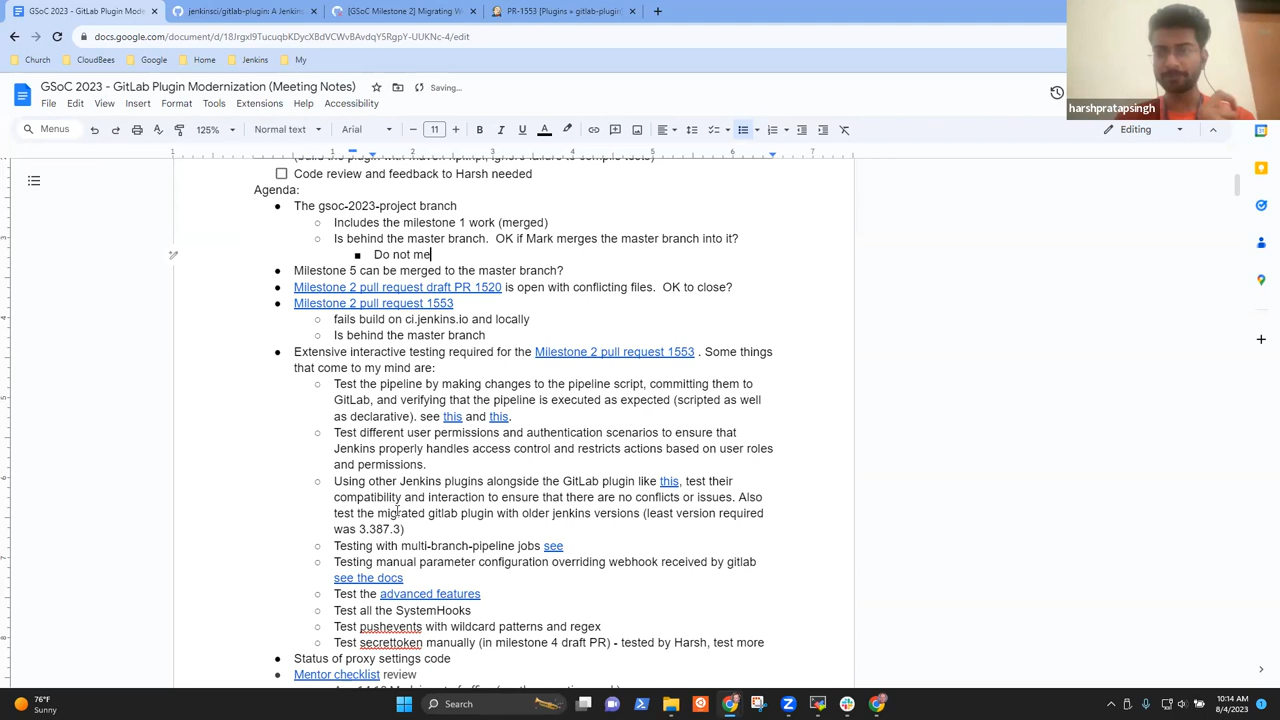 GSoC 2023 - GitLab Plugin Moder
jenkinsci/gitlab-plugin: A Jenkins
[GSoC Milestone 2] Migrating W
PR-1553 [Plugins » gitlab-plugin
docs.google.com/document/d/18JrgxI9TucuqbKDycXBdVCWvBAvdqY5RgpY-UUKNc-4/edit
Church
CloudBees
Google
Home
Jenkins
My
GSoC 2023 - GitLab Plugin Modernization (Meeting Notes)
Saving...
File Edit View Insert Format Tools Extensions Help Accessibility
harshpratapsingh
Menus
125%
Normal text
Arial
11
Editing
Code review and feedback to Harsh needed
Agenda:
The gsoc-2023-project branch
Includes the milestone 1 work (merged)
Is behind the master branch. OK if Mark merges the master branch into it?
Do not me
Milestone 5 can be merged to the master branch?
Milestone 2 pull request draft PR 1520 is open with conflicting files. OK to close?
Milestone 2 pull request 1553
fails build on ci.jenkins.io and locally
Is behind the master branch
Extensive interactive testing required for the Milestone 2 pull request 1553 . Some things
that come to my mind are:
Test the pipeline by making changes to the pipeline script, committing them to
GitLab, and verifying that the pipeline is executed as expected (scripted as well
as declarative). see this and this.
Test different user permissions and authentication scenarios to ensure that
Jenkins properly handles access control and restricts actions based on user roles
and permissions.
Using other Jenkins plugins alongside the GitLab plugin like this, test their
compatibility and interaction to ensure that there are no conflicts or issues. Also
test the migrated gitlab plugin with older jenkins versions (least version required
was 3.387.3)
Testing with multi-branch-pipeline jobs see
Testing manual parameter configuration overriding webhook received by gitlab
see the docs
Test the advanced features
Test all the SystemHooks
Test pushevents with wildcard patterns and regex
Test secrettoken manually (in milestone 4 draft PR) - tested by Harsh, test more
Status of proxy settings code
Mentor checklist review
76°F
Sunny
Search
10:14 AM
8/4/2023